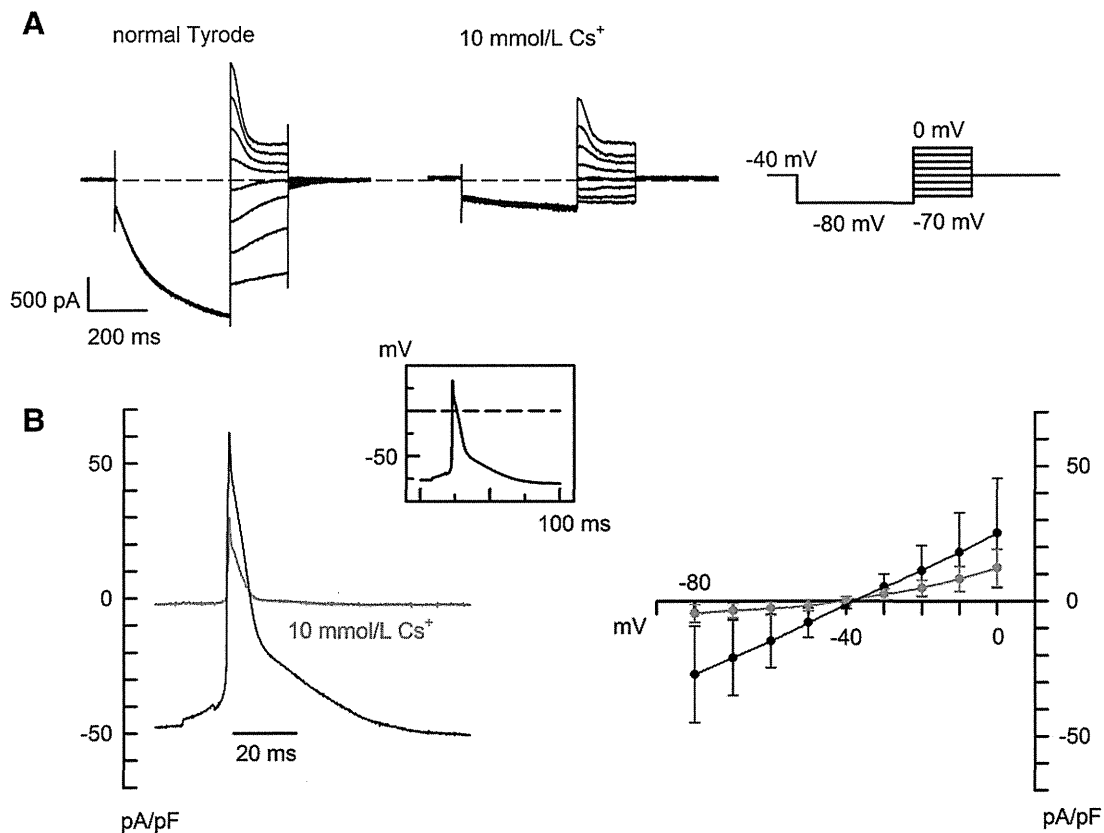 A
normal Tyrode
10 mmol/L Cs⁺
0 mV
-40 mV
-80 mV
-70 mV
500 pA
200 ms
mV
-50
100 ms
B
50
0
-50
pA/pF
10 mmol/L Cs⁺
20 ms
-80
mV
-40
0
50
0
-50
pA/pF